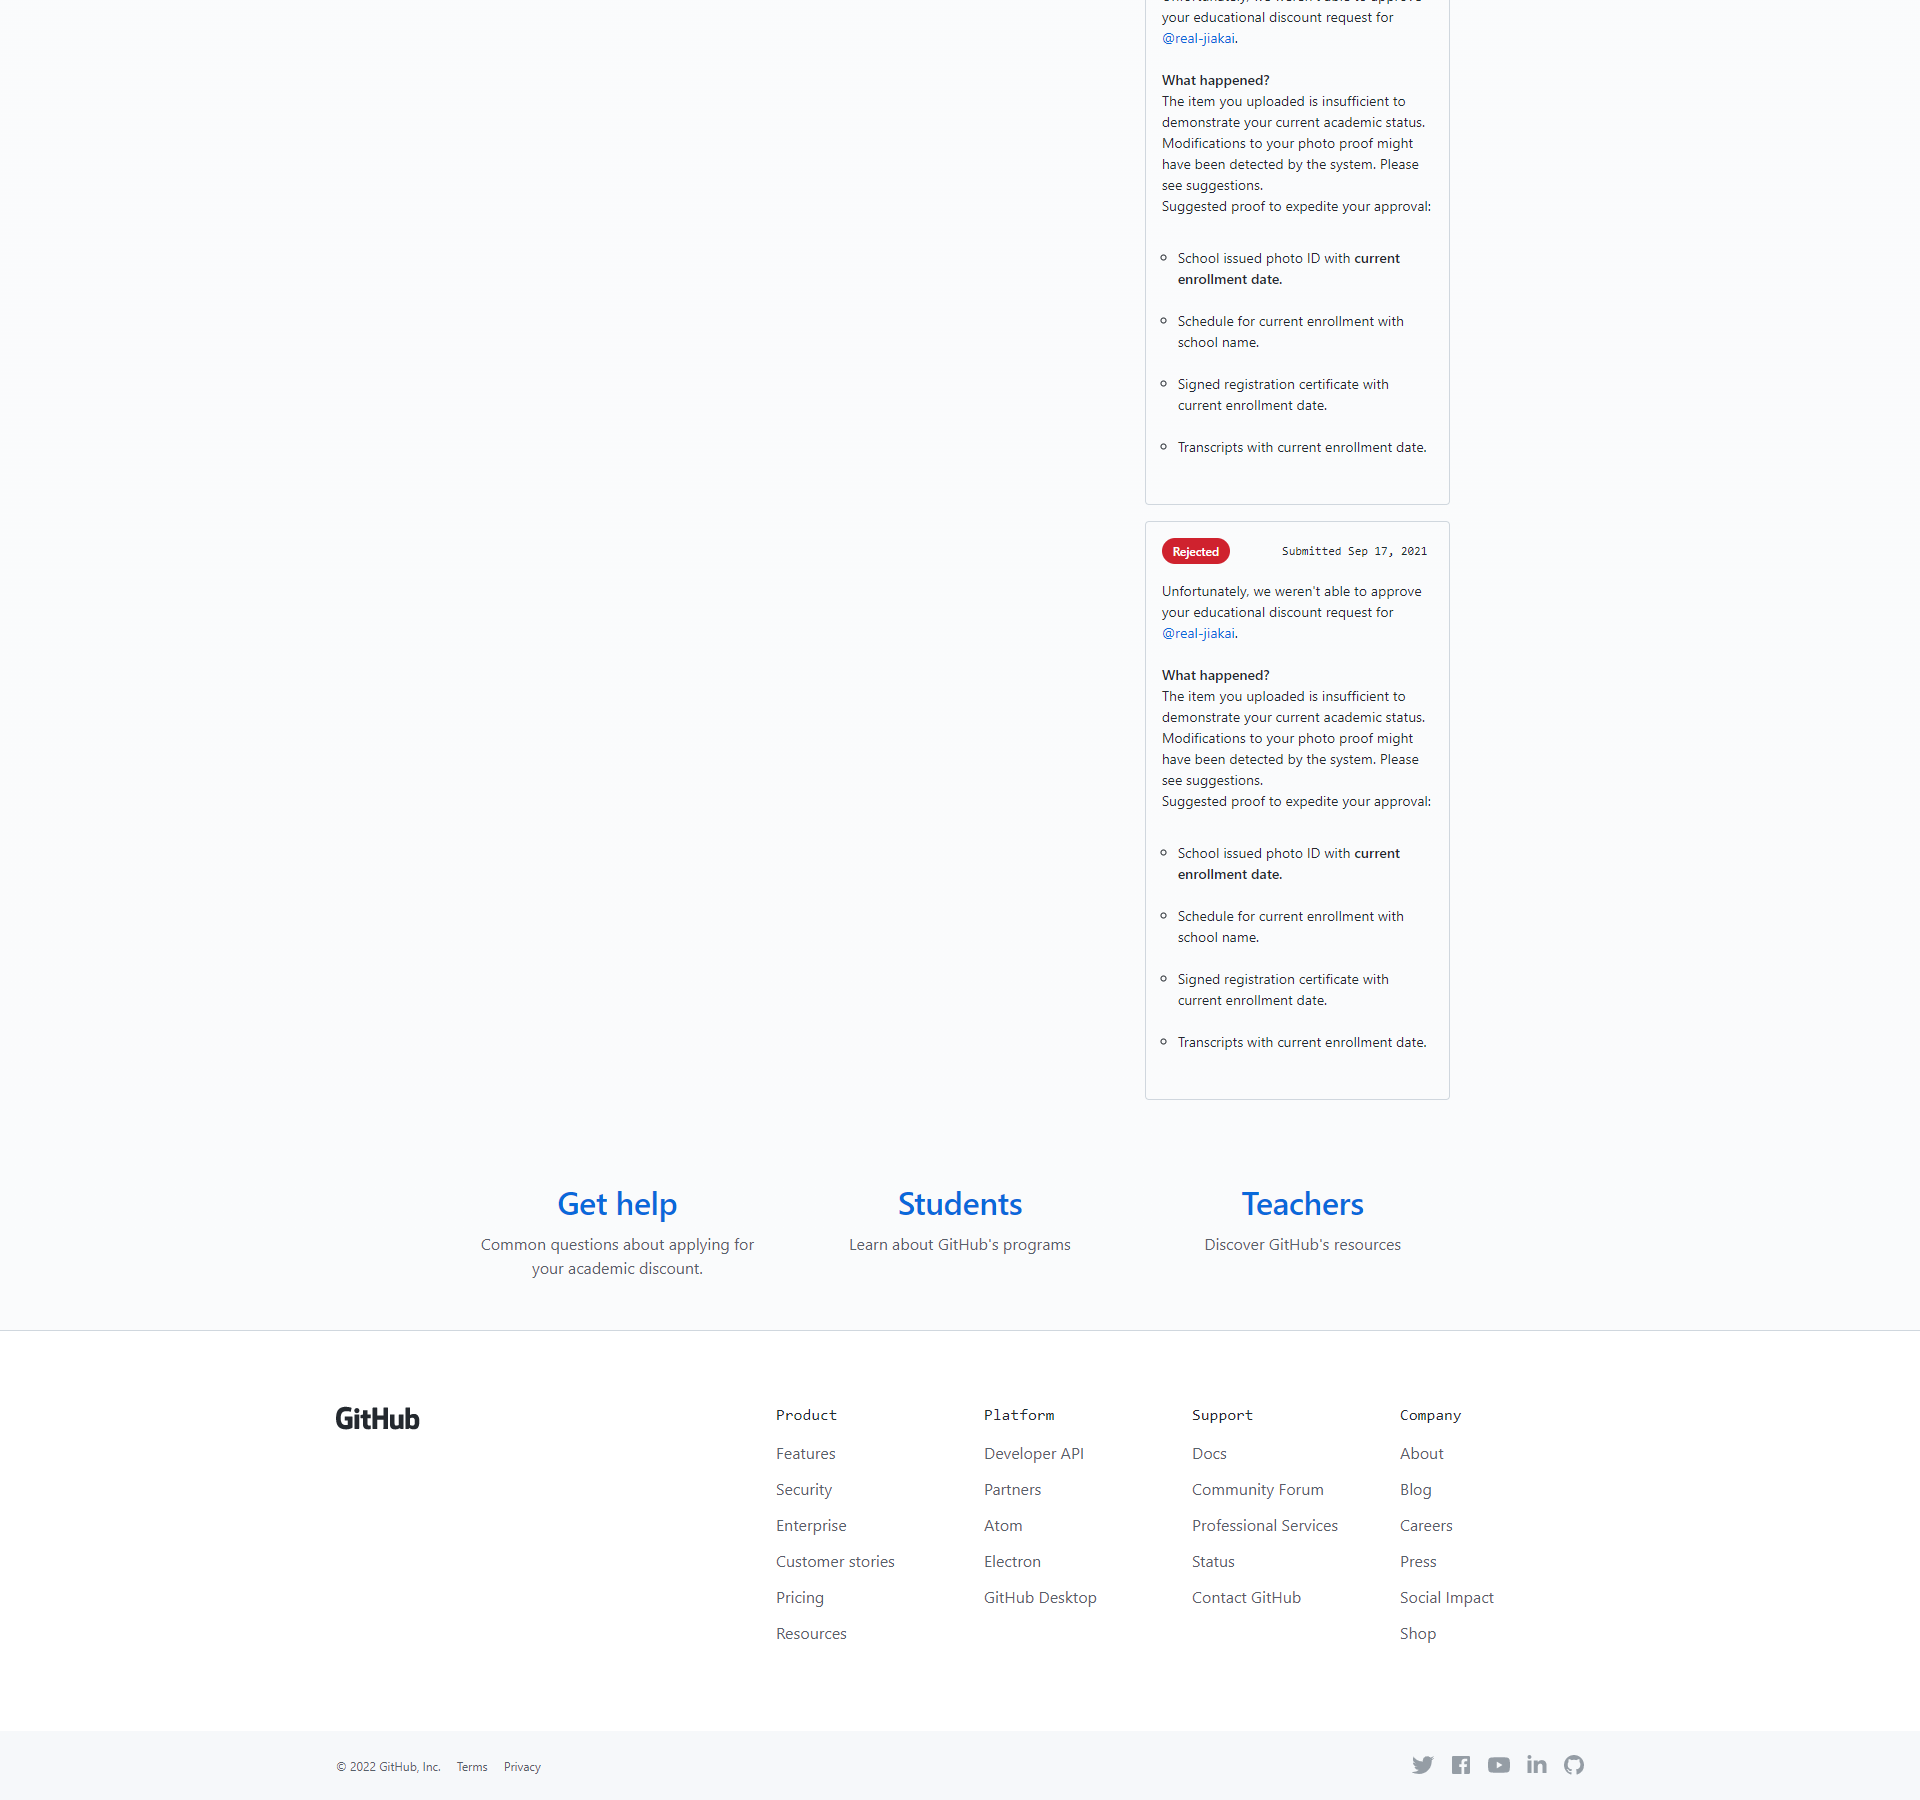 Unfortunately, we weren't able to approve
your educational discount request for
@real-jiakai.
What happened?
The item you uploaded is insufficient to
demonstrate your current academic status.
Modifications to your photo proof might
have been detected by the system. Please
see suggestions.
Suggested proof to expedite your approval:
School issued photo ID with current
enrollment date.
Schedule for current enrollment with
school name.
Signed registration certificate with
current enrollment date.
Transcripts with current enrollment date.
Rejected Submitted Sep 17, 2021
Unfortunately, we weren't able to approve
your educational discount request for
@real-jiakai.
What happened?
The item you uploaded is insufficient to
demonstrate your current academic status.
Modifications to your photo proof might
have been detected by the system. Please
see suggestions.
Suggested proof to expedite your approval:
School issued photo ID with current
enrollment date.
Schedule for current enrollment with
school name.
Signed registration certificate with
current enrollment date.
Transcripts with current enrollment date.
Get help
Common questions about applying for
your academic discount.
Students
Learn about GitHub's programs
Teachers
Discover GitHub's resources
GitHub
Product
Features
Security
Enterprise
Customer stories
Pricing
Resources
Platform
Developer API
Partners
Atom
Electron
GitHub Desktop
Support
Docs
Community Forum
Professional Services
Status
Contact GitHub
Company
About
Blog
Careers
Press
Social Impact
Shop
© 2022 GitHub, Inc. Terms Privacy